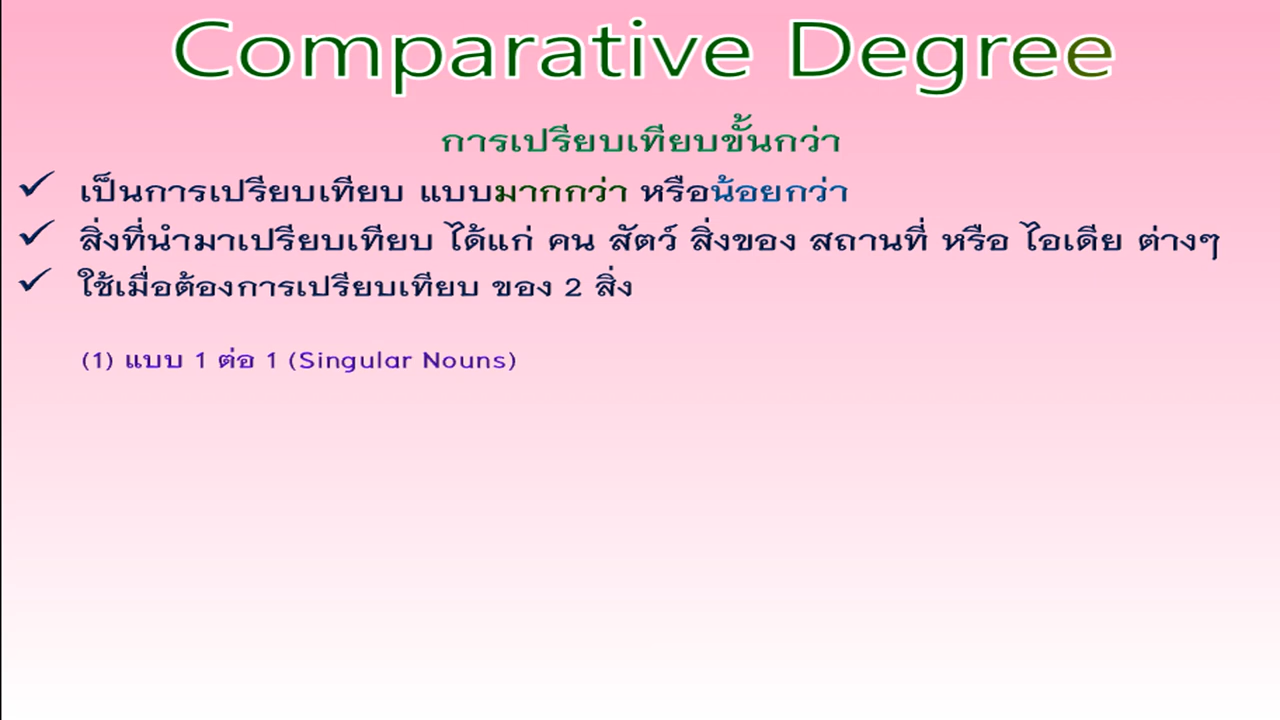 Comparative Degree
การเปรียบเทียบขั้นกว่า
✓ เป็นการเปรียบเทียบ แบบมากกว่า หรือน้อยกว่า
✓ สิ่งที่นำมาเปรียบเทียบ ได้แก่ คน สัตว์ สิ่งของ สถานที่ หรือ ไอเดีย ต่างๆ
✓ ใช้เมื่อต้องการเปรียบเทียบ ของ 2 สิ่ง
(1) แบบ 1 ต่อ 1 (Singular Nouns)